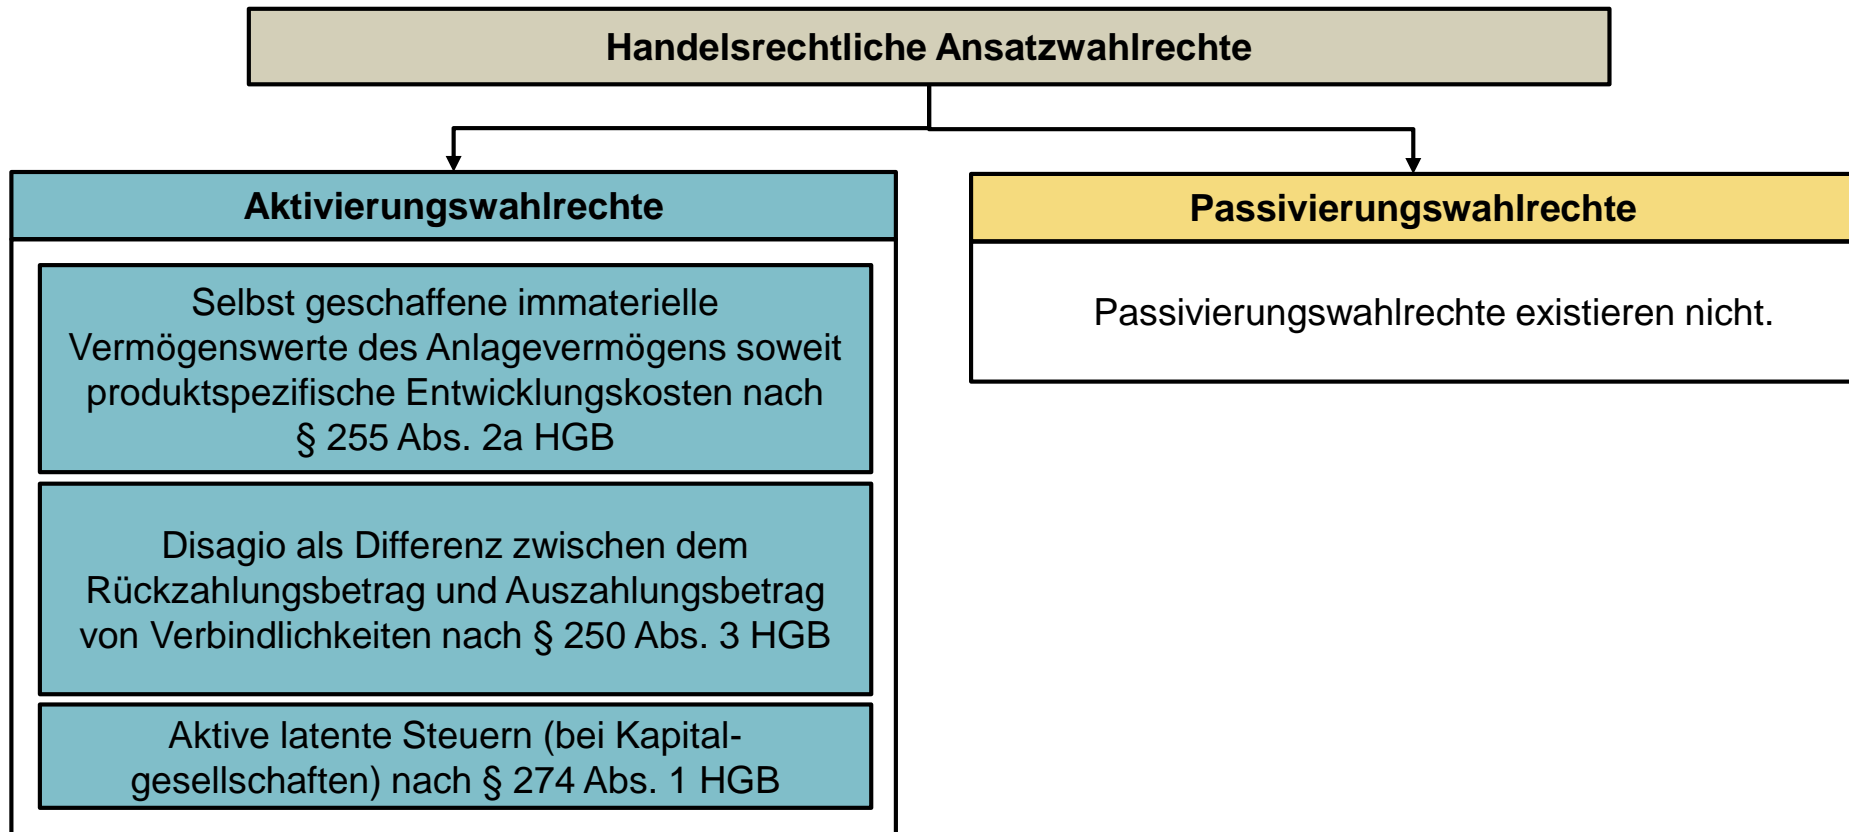 Handelsrechtliche Ansatzwahlrechte
Aktivierungswahlrechte
Selbst geschaffene immaterielle
Vermögenswerte des Anlagevermögens soweit
produktspezifische Entwicklungskosten nach
§ 255 Abs. 2a HGB
Disagio als Differenz zwischen dem
Rückzahlungsbetrag und Auszahlungsbetrag
von Verbindlichkeiten nach § 250 Abs. 3 HGB
Aktive latente Steuern (bei Kapital-
gesellschaften) nach § 274 Abs. 1 HGB
Passivierungswahlrechte
Passivierungswahlrechte existieren nicht.